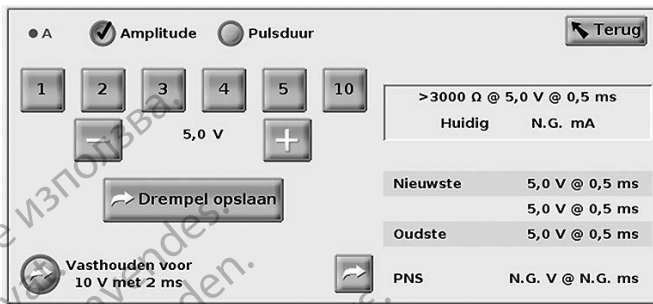 A Amplitude Pulsduur Terug
1 2 3 4 5 10
− 5,0 V +
Drempel opslaan
Vasthouden voor
10 V met 2 ms
>3000 Ω @ 5,0 V @ 0,5 ms
Huidig N.G. mA
Nieuwste 5,0 V @ 0,5 ms
5,0 V @ 0,5 ms
Oudste 5,0 V @ 0,5 ms
PNS N.G. V @ N.G. ms